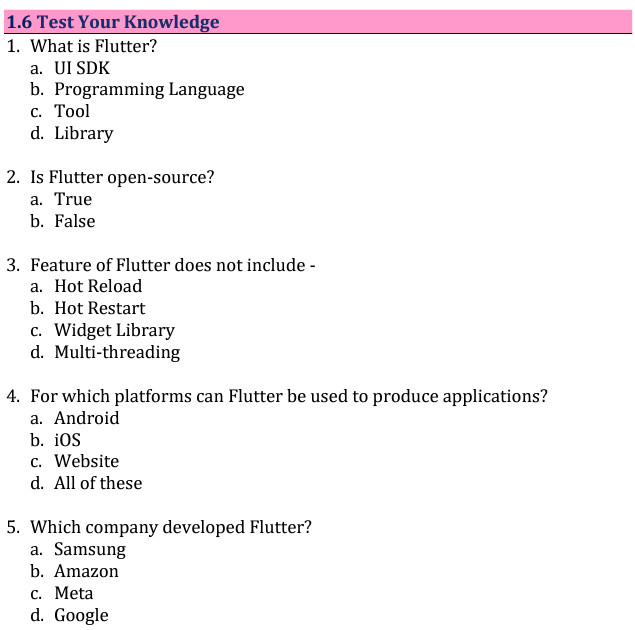 1.6 Test Your Knowledge
1. What is Flutter?
a. UI SDK
b. Programming Language
c. Tool
d. Library
2. Is Flutter open-source?
a. True
b. False
3. Feature of Flutter does not include -
a. Hot Reload
b. Hot Restart
c. Widget Library
d. Multi-threading
4. For which platforms can Flutter be used to produce applications?
a. Android
b. iOS
c. Website
d. All of these
5. Which company developed Flutter?
a. Samsung
b. Amazon
c. Meta
d. Google